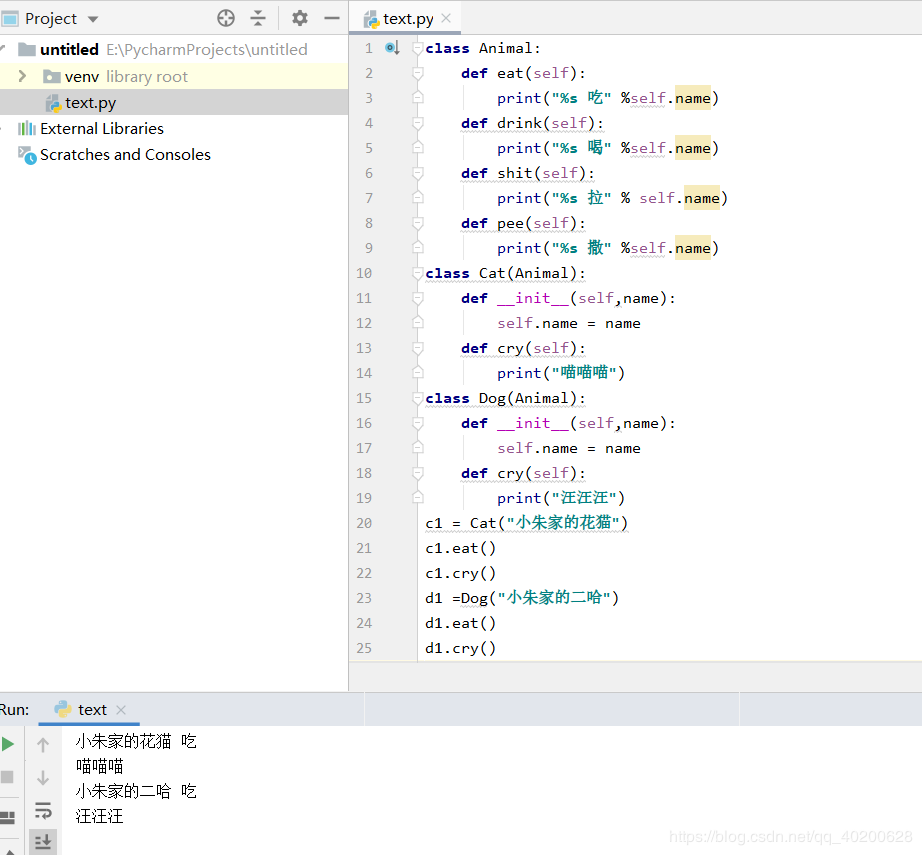 Project
text.py
untitled E:\PycharmProjects\untitled
venv library root
text.py
External Libraries
Scratches and Consoles
1 class Animal:
2     def eat(self):
3         print("%s 吃" %self.name)
4     def drink(self):
5         print("%s 喝" %self.name)
6     def shit(self):
7         print("%s 拉" % self.name)
8     def pee(self):
9         print("%s 撒" %self.name)
10 class Cat(Animal):
11     def __init__(self,name):
12         self.name = name
13     def cry(self):
14         print("喵喵喵")
15 class Dog(Animal):
16     def __init__(self,name):
17         self.name = name
18     def cry(self):
19         print("汪汪汪")
20 c1 = Cat("小朱家的花猫")
21 c1.eat()
22 c1.cry()
23 d1 =Dog("小朱家的二哈")
24 d1.eat()
25 d1.cry()
Run: text
小朱家的花猫 吃
喵喵喵
小朱家的二哈 吃
汪汪汪
https://blog.csdn.net/qq_40200628